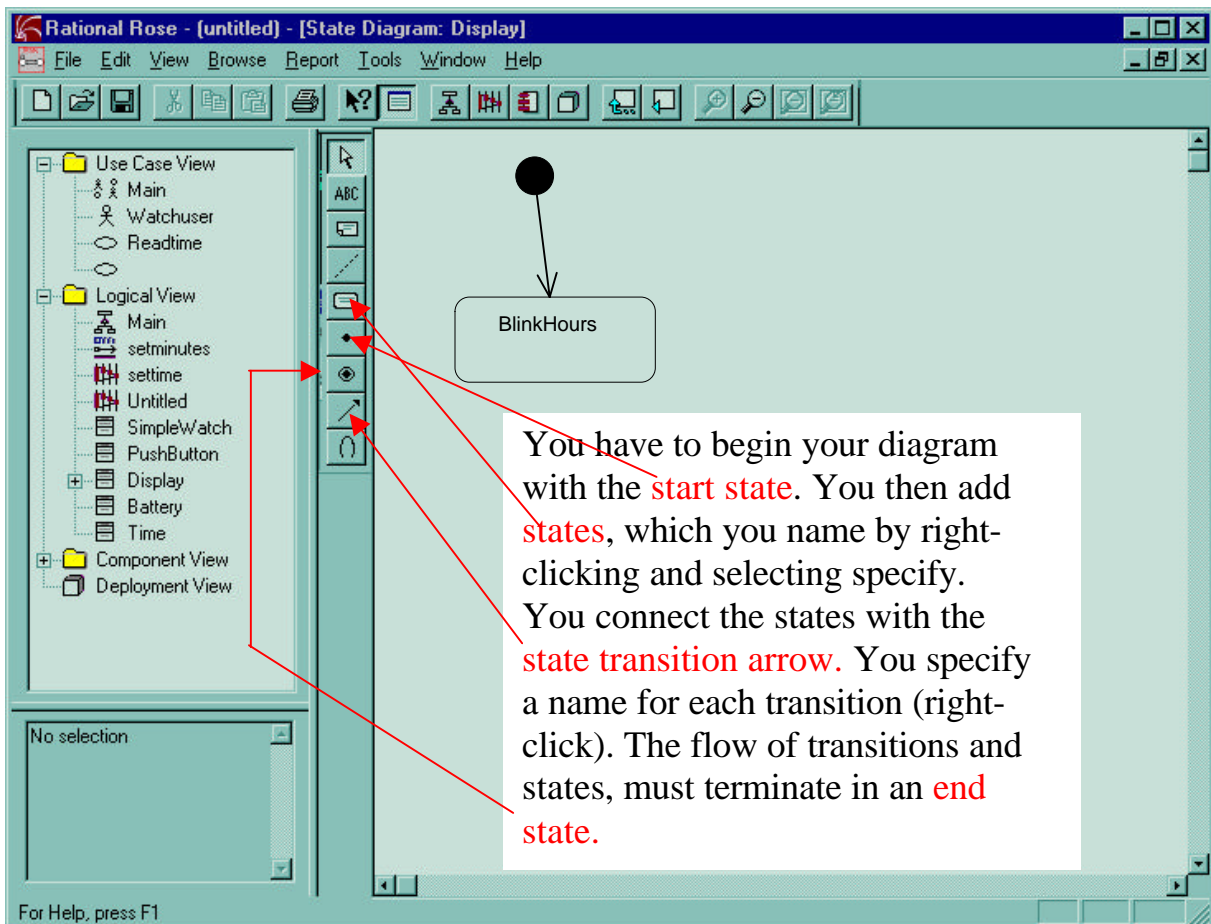 Rational Rose - (untitled) - [State Diagram: Display]
File Edit View Browse Report Tools Window Help
Use Case View
Main
Watchuser
Readtime
Logical View
Main
setminutes
settime
Untitled
SimpleWatch
PushButton
Display
Battery
Time
Component View
Deployment View
No selection
ABC
BlinkHours
You have to begin your diagram
with the start state. You then add
states, which you name by right-
clicking and selecting specify.
You connect the states with the
state transition arrow. You specify
a name for each transition (right-
click). The flow of transitions and
states, must terminate in an end
state.
For Help, press F1